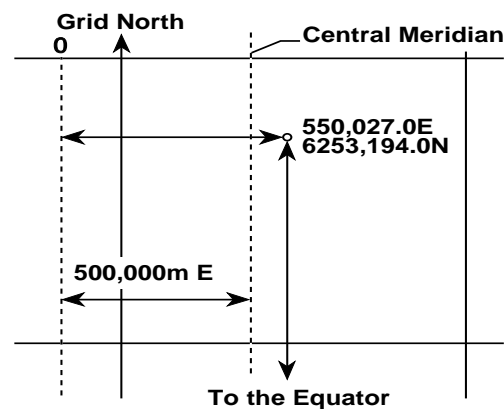 Grid North
0
Central Meridian
550,027.0E
6253,194.0N
500,000m E
To the Equator